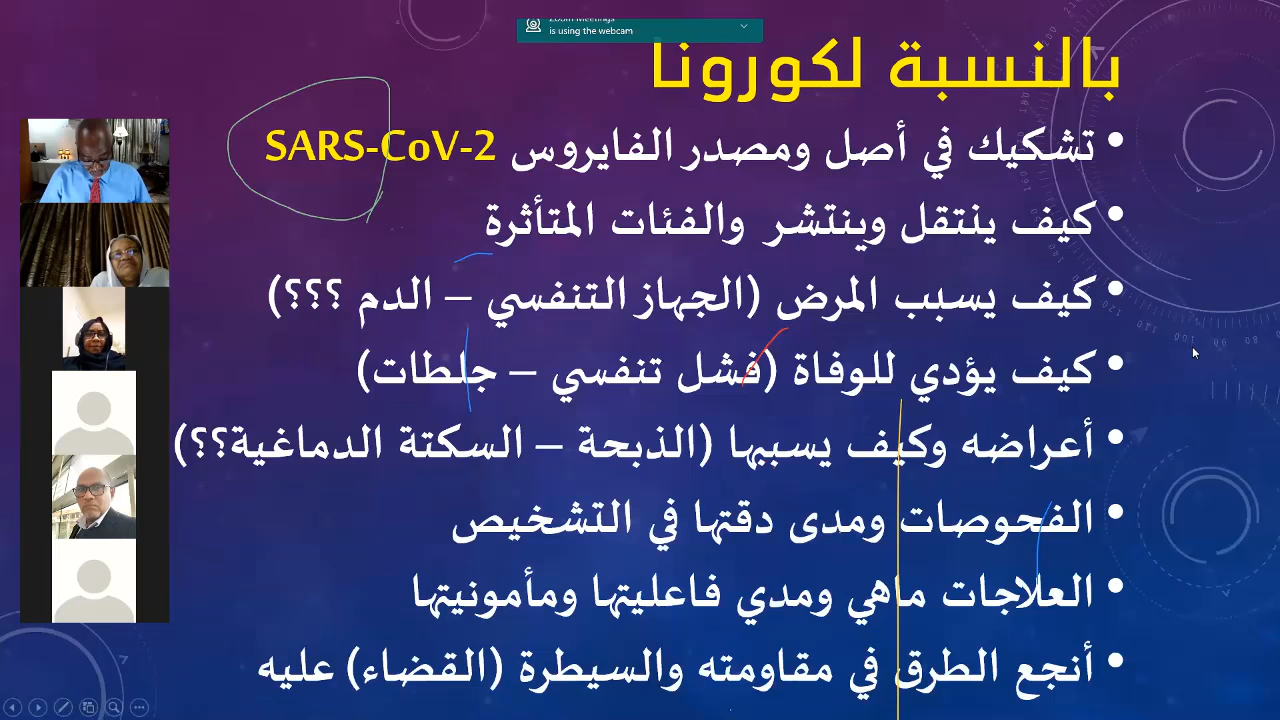 Zoom Meetings
is using the webcam
بالنسبة لكورونا
• تشكيك في أصل ومصدر الفايروس SARS-CoV-2
• كيف ينتقل وينتشر والفئات المتأثرة
• كيف يسبب المرض (الجهاز التنفسي – الدم ؟؟؟)
• كيف يؤدي للوفاة (فشل تنفسي – جلطات)
• أعراضه وكيف يسببها (الذبحة – السكتة الدماغية؟؟)
• الفحوصات ومدى دقتها في التشخيص
• العلاجات ماهي ومدي فاعليتها ومأمونيتها
• أنجع الطرق في مقاومته والسيطرة (القضاء) عليه